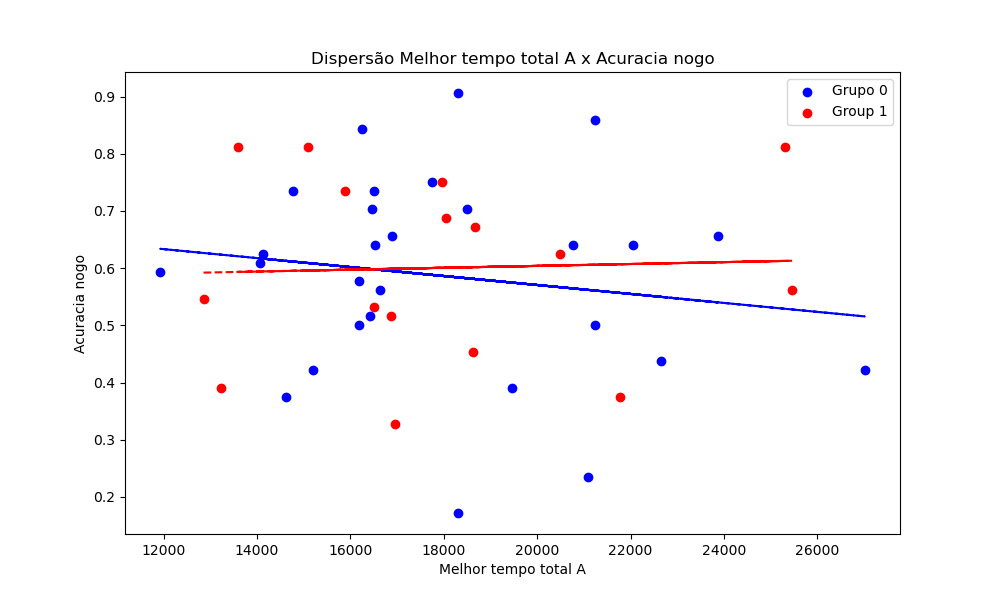 Dispersão Melhor tempo total A x Acuracia nogo
Grupo 0
Group 1
Acuracia nogo
0.9
0.8
0.7
0.6
0.5
0.4
0.3
0.2
12000 14000 16000 18000 20000 22000 24000 26000
Melhor tempo total A